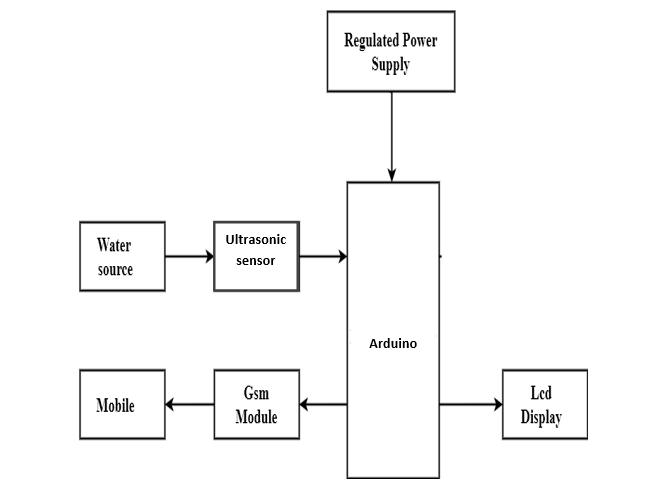 Regulated Power
Supply
Water
source
Ultrasonic
sensor
Arduino
Mobile
Gsm
Module
Lcd
Display